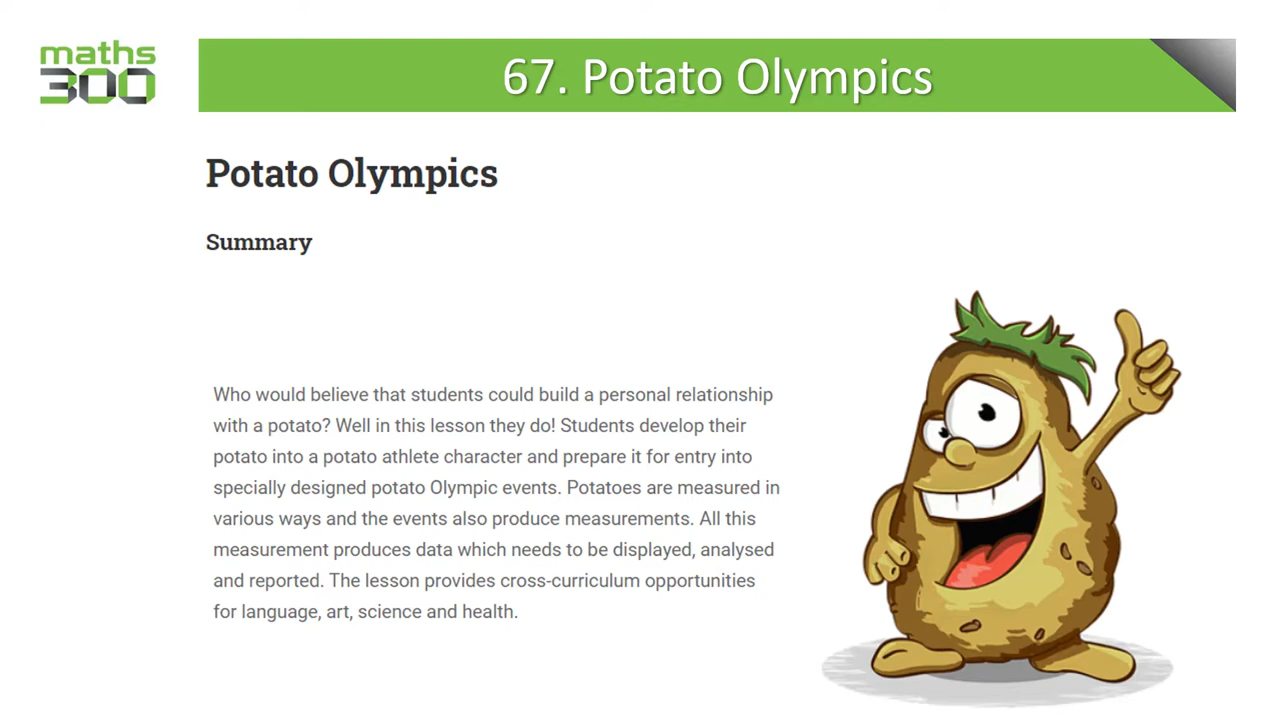 maths
300
67. Potato Olympics
Potato Olympics
Summary
Who would believe that students could build a personal relationship
with a potato? Well in this lesson they do! Students develop their
potato into a potato athlete character and prepare it for entry into
specially designed potato Olympic events. Potatoes are measured in
various ways and the events also produce measurements. All this
measurement produces data which needs to be displayed, analysed
and reported. The lesson provides cross-curriculum opportunities
for language, art, science and health.